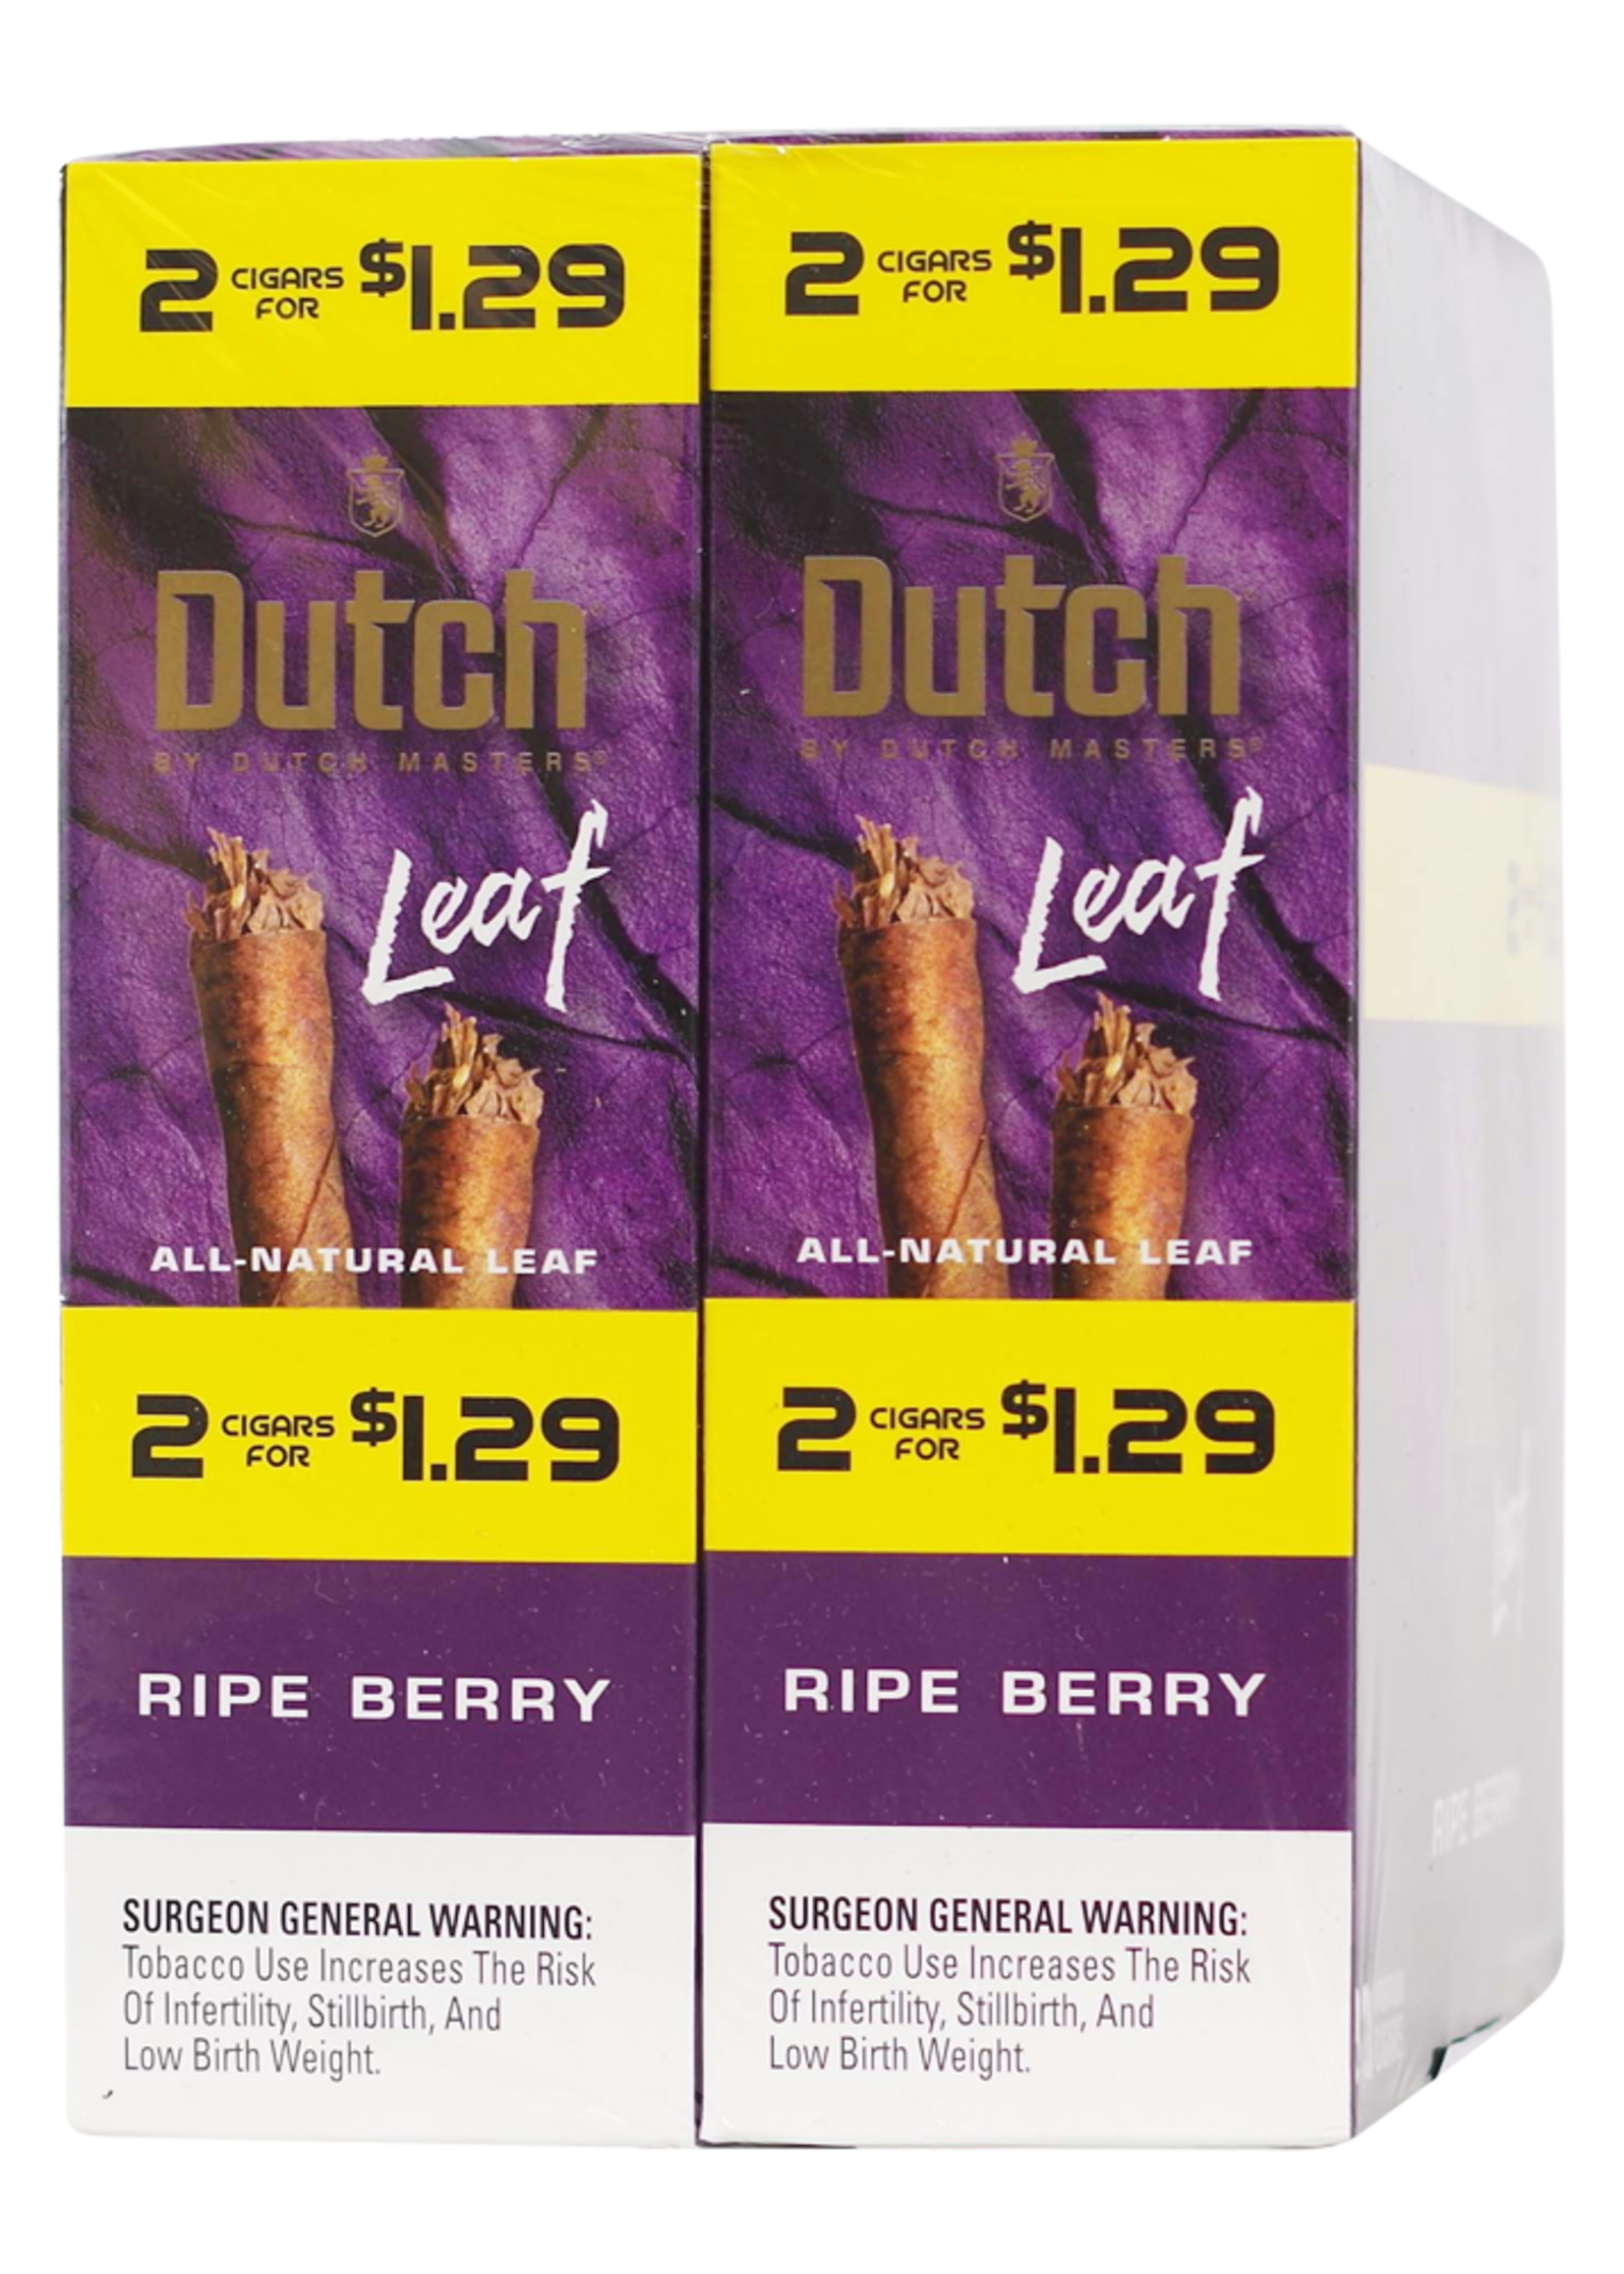 2 CIGARS FOR $1.29
Dutch
BY DUTCH MASTERS®
Leaf
ALL-NATURAL LEAF
2 CIGARS FOR $1.29
RIPE BERRY
SURGEON GENERAL WARNING:
Tobacco Use Increases The Risk
Of Infertility, Stillbirth, And
Low Birth Weight.
2 CIGARS FOR $1.29
Dutch
BY DUTCH MASTERS®
Leaf
ALL-NATURAL LEAF
2 CIGARS FOR $1.29
RIPE BERRY
SURGEON GENERAL WARNING:
Tobacco Use Increases The Risk
Of Infertility, Stillbirth, And
Low Birth Weight.
RIPE BERRY